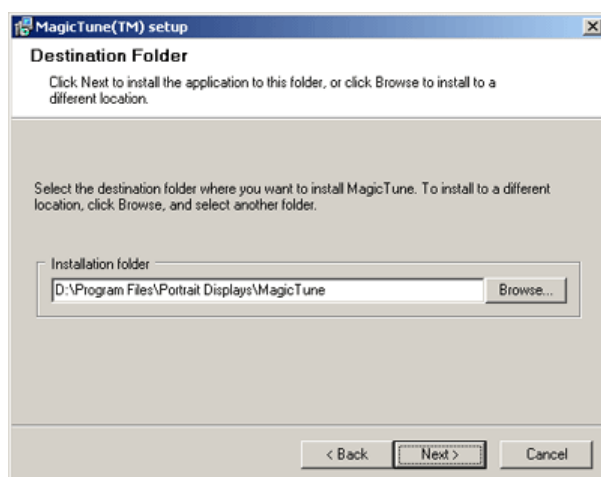 MagicTune(TM) setup
Destination Folder
Click Next to install the application to this folder, or click Browse to install to a
different location.
Select the destination folder where you want to install MagicTune. To install to a different
location, click Browse, and select another folder.
Installation folder
D:\Program Files\Portrait Displays\MagicTune
Browse...
< Back
Next >
Cancel